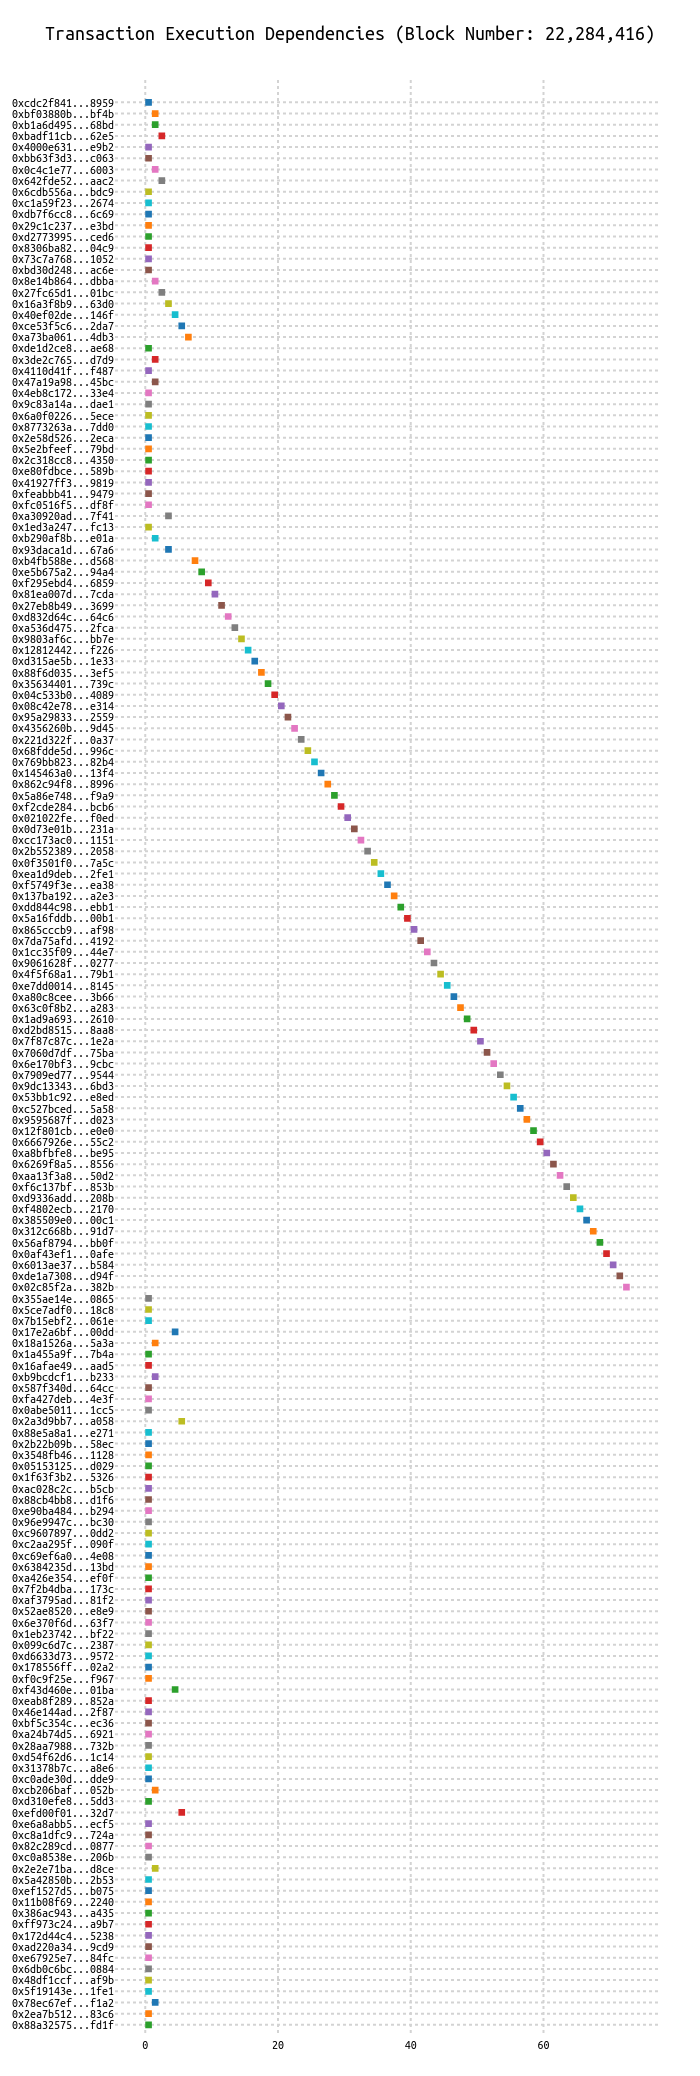 Transaction Execution Dependencies (Block Number: 22,284,416)
0xcdc2f841...8959
0xbf03880b...bf4b
0xb1a6d495...68bd
0xbadf11cb...62e5
0x4000e631...e9b2
0xbb63f3d3...c063
0x0c4c1e77...6003
0x642fde52...aac2
0x6cdb556a...bdc9
0xc1a59f23...2674
0xdb7f6cc8...6c69
0x29c1c237...e3bd
0xd2773995...ced6
0x8306ba82...04c9
0x73c7a768...1052
0xbd30d248...ac6e
0x8e14b864...dbba
0x27fc65d1...01bc
0x16a3f8b9...63d0
0x40ef02de...146f
0xce53f5c6...2da7
0xa73ba061...4db3
0xde1d2ce8...ae68
0x3de2c765...d7d9
0x4110d41f...f487
0x47a19a98...45bc
0x4eb8c172...33e4
0x9c83a14a...dae1
0x6a0f0226...5ece
0x8773263a...7dd0
0x2e58d526...2eca
0x5e2bfeef...79bd
0x2c318cc8...4350
0xe80fdbce...589b
0x41927ff3...9819
0xfeabbb41...9479
0xfc0516f5...df8f
0xa30920ad...7f41
0x1ed3a247...fc13
0xb290af8b...e01a
0x93daca1d...67a6
0xb4fb588e...d568
0xe5b675a2...94a4
0xf295ebd4...6859
0x81ea007d...7cda
0x27eb8b49...3699
0xd832d64c...64c6
0xa536d475...2fca
0x9803af6c...bb7e
0x12812442...f226
0xd315ae5b...1e33
0x88f6d035...3ef5
0x35634401...739c
0x04c533b0...4089
0x08c42e78...e314
0x95a29833...2559
0x4356260b...9d45
0x221d322f...0a37
0x68fdde5d...996c
0x769bb823...82b4
0x145463a0...13f4
0x862c94f8...8996
0x5a86e748...f9a9
0xf2cde284...bcb6
0x021022fe...f0ed
0x0d73e01b...231a
0xcc173ac0...1151
0x2b552389...2058
0x0f3501f0...7a5c
0xea1d9deb...2fe1
0xf5749f3e...ea38
0x137ba192...a2e3
0xdd844c98...ebb1
0x5a16fddb...00b1
0x865cccb9...af98
0x7da75afd...4192
0x1cc35f09...44e7
0x9061628f...0277
0x4f5f68a1...79b1
0xe7dd0014...8145
0xa80c8cee...3b66
0x63c0f8b2...a283
0x1ad9a693...2610
0xd2bd8515...8aa8
0x7f87c87c...1e2a
0x7060d7df...75ba
0x6e170bf3...9cbc
0x7909ed77...9544
0x9dc13343...6bd3
0x53bb1c92...e8ed
0xc527bced...5a58
0x9595687f...d023
0x12f801cb...e0e0
0x6667926e...55c2
0xa8bfbfe8...be95
0x6269f8a5...8556
0xaa13f3a8...50d2
0xf6c137bf...853b
0xd9336add...208b
0xf4802ecb...2170
0x385509e0...00c1
0x312c668b...91d7
0x56af8794...bb0f
0x0af43ef1...0afe
0x6013ae37...b584
0xde1a7308...d94f
0x02c85f2a...382b
0x355ae14e...0865
0x5ce7adf0...18c8
0x7b15ebf2...061e
0x17e2a6bf...00dd
0x18a1526a...5a3a
0x1a455a9f...7b4a
0x16afae49...aad5
0xb9bcdcf1...b233
0x587f340d...64cc
0xfa427deb...4e3f
0x0abe5011...1cc5
0x2a3d9bb7...a058
0x88e5a8a1...e271
0x2b22b09b...58ec
0x3548fb46...1128
0x05153125...d029
0x1f63f3b2...5326
0xac028c2c...b5cb
0x88cb4bb8...d1f6
0xe90ba484...b294
0x96e9947c...bc30
0xc9607897...0dd2
0xc2aa295f...090f
0xc69ef6a0...4e08
0x6384235d...13bd
0xa426e354...ef0f
0x7f2b4dba...173c
0xaf3795ad...81f2
0x52ae8520...e8e9
0x6e370f6d...63f7
0x1eb23742...bf22
0x099c6d7c...2387
0xd6633d73...9572
0x178556ff...02a2
0xf0c9f25e...f967
0xf43d460e...01ba
0xeab8f289...852a
0x46e144ad...2f87
0xbf5c354c...ec36
0xa24b74d5...6921
0x28aa7988...732b
0xd54f62d6...1c14
0x31378b7c...a8e6
0xc0ade30d...dde9
0xcb206baf...052b
0xd310efe8...5dd3
0xefd00f01...32d7
0xe6a8abb5...ecf5
0xc8a1dfc9...724a
0x82c289cd...0877
0xc0a8538e...206b
0x2e2e71ba...d8ce
0x5a42850b...2b53
0xef1527d5...b075
0x11b08f69...2240
0x386ac943...a435
0xff973c24...a9b7
0x172d44c4...5238
0xad220a34...9cd9
0xe67925e7...84fc
0x6db0c6bc...0884
0x48df1ccf...af9b
0x5f19143e...1fe1
0x78ec67ef...f1a2
0x2ea7b512...83c6
0x88a32575...fd1f
0 20 40 60